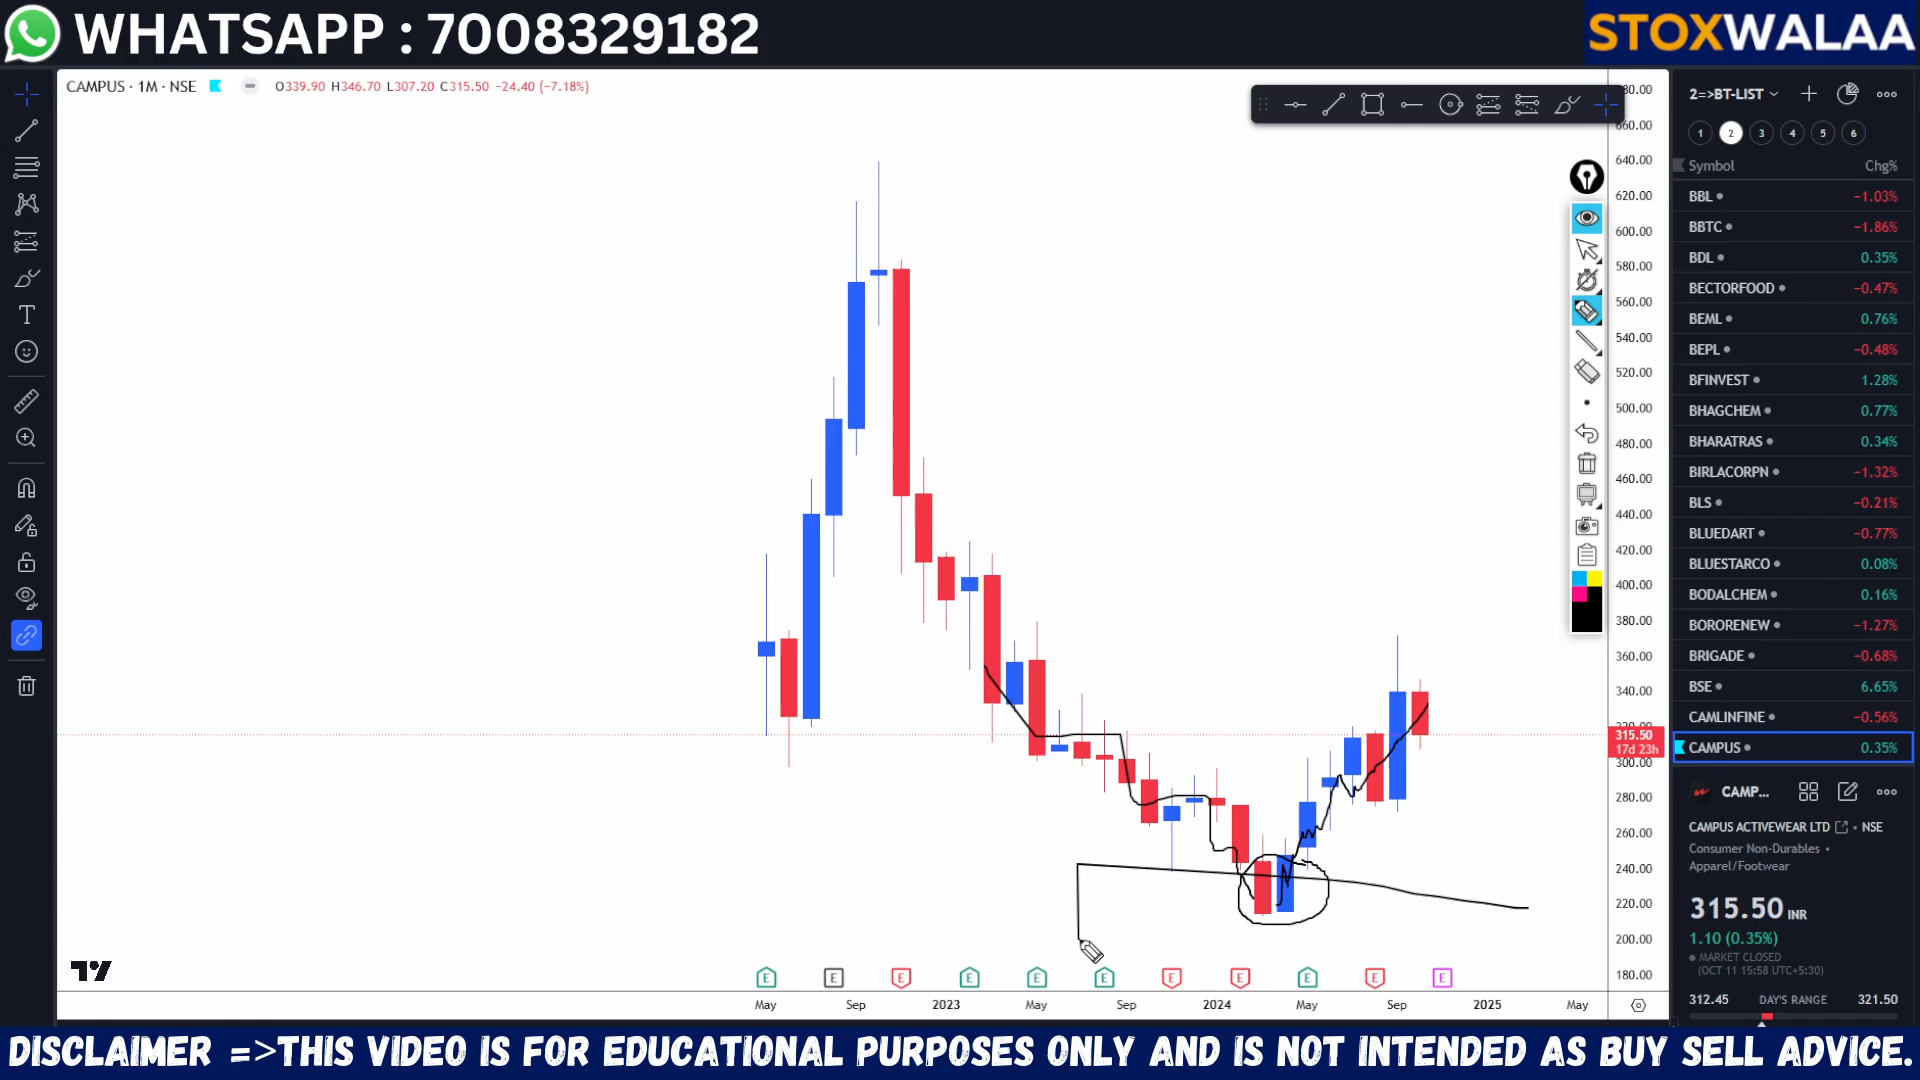 WHATSAPP : 7008329182
STOXWALAA
CAMPUS · 1M · NSE
O339.90 H346.70 L307.20 C315.50 −24.40 (−7.18%)
680.00
660.00
640.00
620.00
600.00
580.00
560.00
540.00
520.00
500.00
480.00
460.00
440.00
420.00
400.00
380.00
360.00
340.00
320.00
315.50
17d 23h
300.00
280.00
260.00
240.00
220.00
200.00
180.00
E E E E E E E E E E E
May Sep 2023 May Sep 2024 May Sep 2025 May
2=>BT-LIST
1 2 3 4 5 6
Symbol Chg%
BBL −1.03%
BBTC −1.86%
BDL 0.35%
BECTORFOOD −0.47%
BEML 0.76%
BEPL −0.48%
BFINVEST 1.28%
BHAGCHEM 0.77%
BHARATRAS 0.34%
BIRLACORPN −1.32%
BLS −0.21%
BLUEDART −0.77%
BLUESTARCO 0.08%
BODALCHEM 0.16%
BORORENEW −1.27%
BRIGADE −0.68%
BSE 6.65%
CAMLINFINE −0.56%
CAMPUS 0.35%
CAMP...
CAMPUS ACTIVEWEAR LTD • NSE
Consumer Non-Durables •
Apparel/Footwear
315.50 INR
1.10 (0.35%)
MARKET CLOSED
(OCT 11 15:58 UTC+5:30)
312.45 DAY'S RANGE 321.50
DISCLAIMER =>THIS VIDEO IS FOR EDUCATIONAL PURPOSES ONLY AND IS NOT INTENDED AS BUY SELL ADVICE.